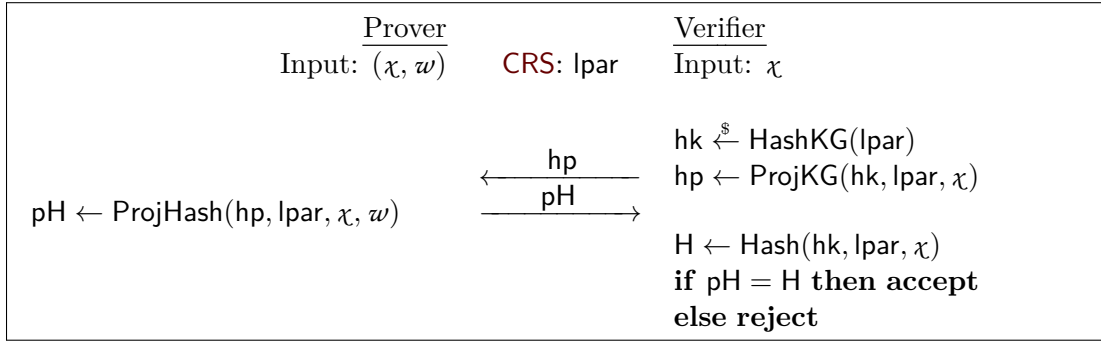 Prover Verifier
Input: (χ, w) CRS: lpar Input: χ
hk ←$ HashKG(lpar)
hp
hp ← ProjKG(hk, lpar, χ)
pH
pH ← ProjHash(hp, lpar, χ, w)
H ← Hash(hk, lpar, χ)
if pH = H then accept
else reject